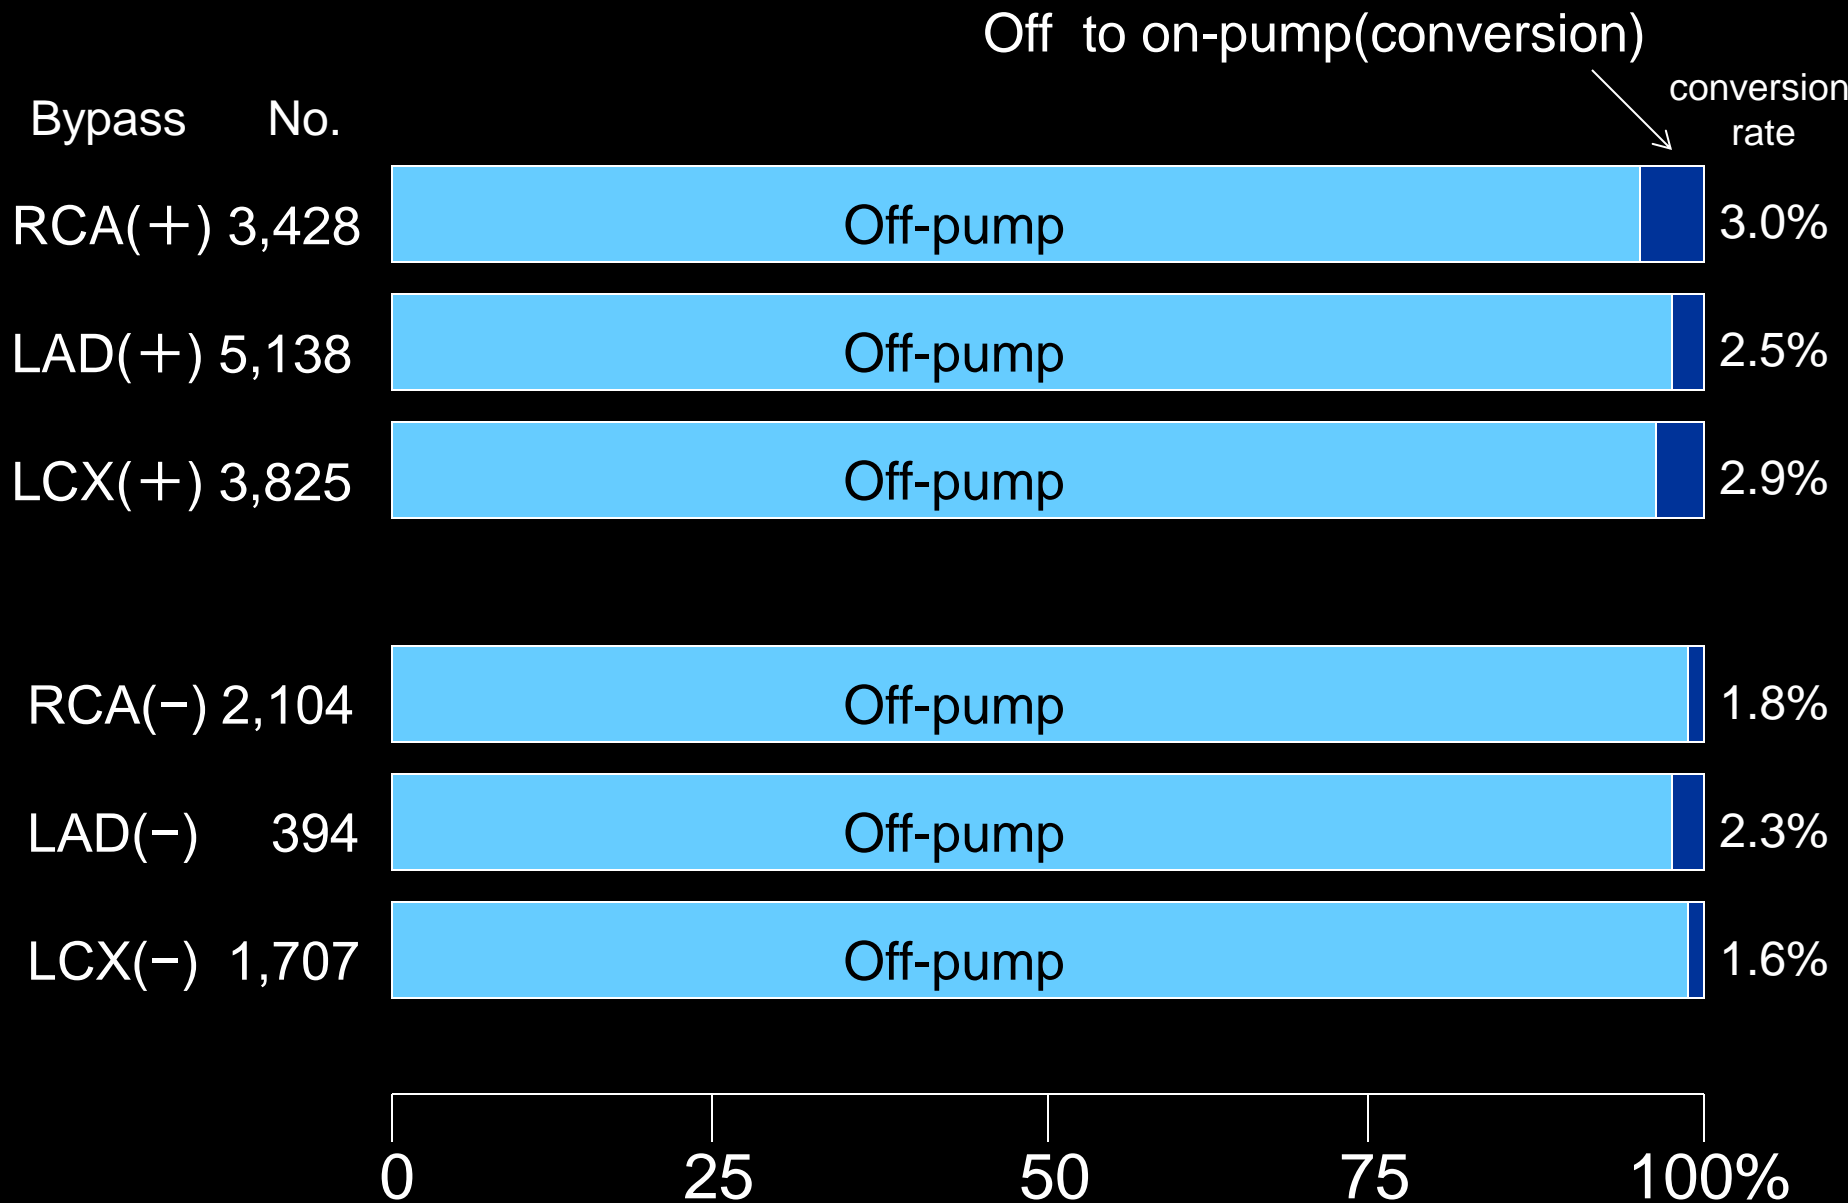 Off to on-pump(conversion)
conversion
rate
Bypass No.
RCA(＋) 3,428 Off-pump 3.0%
LAD(＋) 5,138 Off-pump 2.5%
LCX(＋) 3,825 Off-pump 2.9%
RCA(−) 2,104 Off-pump 1.8%
LAD(−) 394 Off-pump 2.3%
LCX(−) 1,707 Off-pump 1.6%
0 25 50 75 100%